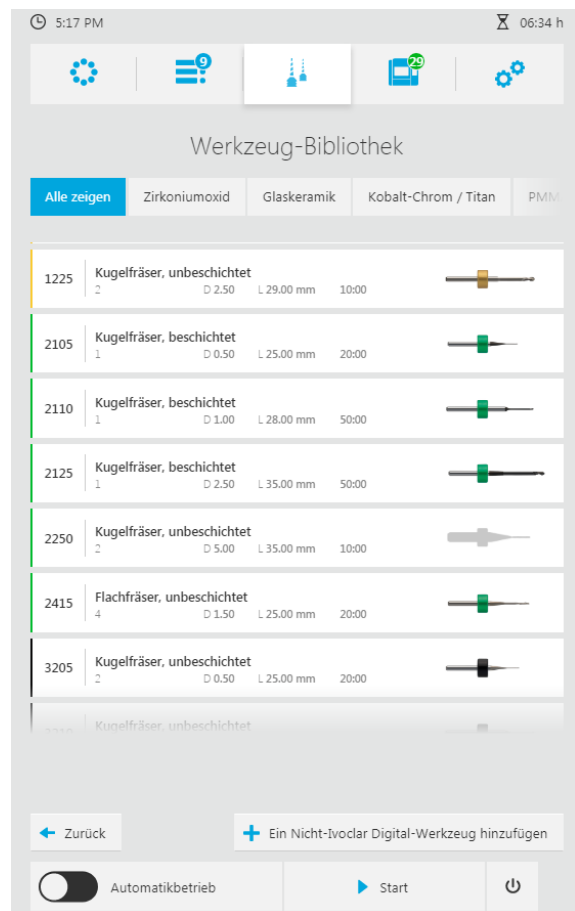 5:17 PM 06:34 h
9 29
Werkzeug-Bibliothek
Alle zeigen Zirkoniumoxid Glaskeramik Kobalt-Chrom / Titan PMM
1225 Kugelfräser, unbeschichtet
2 D 2.50 L 29.00 mm 10:00
2105 Kugelfräser, beschichtet
1 D 0.50 L 25.00 mm 20:00
2110 Kugelfräser, beschichtet
1 D 1.00 L 28.00 mm 50:00
2125 Kugelfräser, beschichtet
1 D 2.50 L 35.00 mm 50:00
2250 Kugelfräser, unbeschichtet
2 D 5.00 L 35.00 mm 10:00
2415 Flachfräser, unbeschichtet
4 D 1.50 L 25.00 mm 20:00
3205 Kugelfräser, unbeschichtet
2 D 0.50 L 25.00 mm 20:00
Kugelfräser, unbeschichtet
Zurück Ein Nicht-Ivoclar Digital-Werkzeug hinzufügen
Automatikbetrieb Start